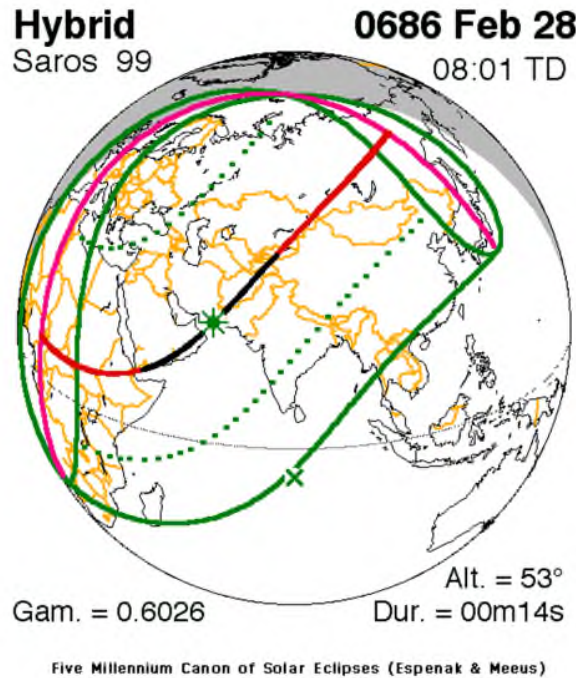 Hybrid 0686 Feb 28
Saros 99 08:01 TD
Alt. = 53°
Gam. = 0.6026 Dur. = 00m14s
Five Millennium Canon of Solar Eclipses (Espenak & Meeus)